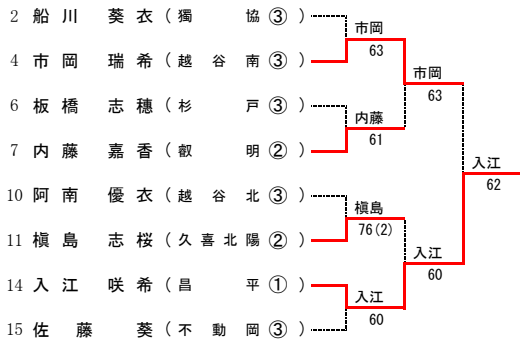 2 船川 葵衣 ( 獨協 ③ )
市岡
4 市岡 瑞希 ( 越谷南 ③ )
63
市岡
6 板橋 志穂 ( 杉戸 ③ )
63
内藤
7 内藤 嘉香 ( 叡明 ② )
61
入江
62
10 阿南 優衣 ( 越谷北 ③ )
槇島
11 槇島 志桜 ( 久喜北陽 ② )
76(2)
入江
14 入江 咲希 ( 昌平 ① )
60
入江
15 佐藤 葵 ( 不動岡 ③ )
60